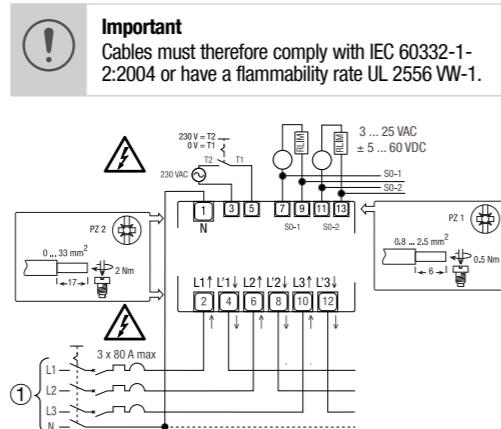 Important
Cables must therefore comply with IEC 60332-1-
2:2004 or have a flammability rate UL 2556 VW-1.
230 V = T2
0 V = T1
T2 T1
230 VAC
RLIM RLIM
3 ... 25 VAC
± 5 ... 60 VDC
S0-1
S0-2
1 3 5 7 9 11 13
N S0-1 S0-2
PZ 2
0 ... 33 mm²
17
2 Nm
PZ 1
0.8 ... 2.5 mm²
6
0.5 Nm
L1↑ L'1↓ L2↑ L'2↓ L3↑ L'3↓
2 4 6 8 10 12
3 x 80 A max
1
L1
L2
L3
N